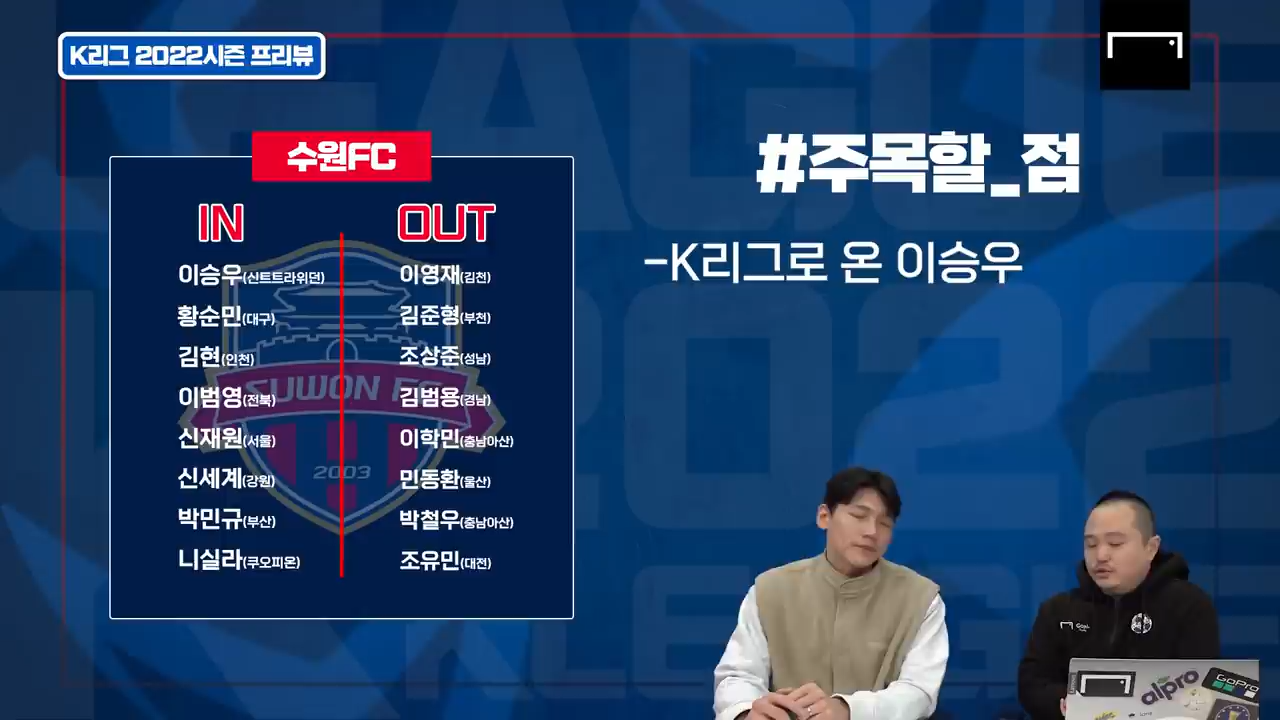 K리그 2022시즌 프리뷰
수원FC
IN
OUT
이승우(신트트라위던)
이영재(김천)
황순민(대구)
김준형(부천)
김현(인천)
조상준(성남)
이범영(전북)
김범용(경남)
신재원(서울)
이학민(충남아산)
신세계(강원)
민동환(울산)
박민규(부산)
박철우(충남아산)
니실라(쿠오피온)
조유민(대전)
SUWON FC
2003
#주목할_점
-K리그로 온 이승우
GOAL
alpro
GoPro
LEAGUE
2022